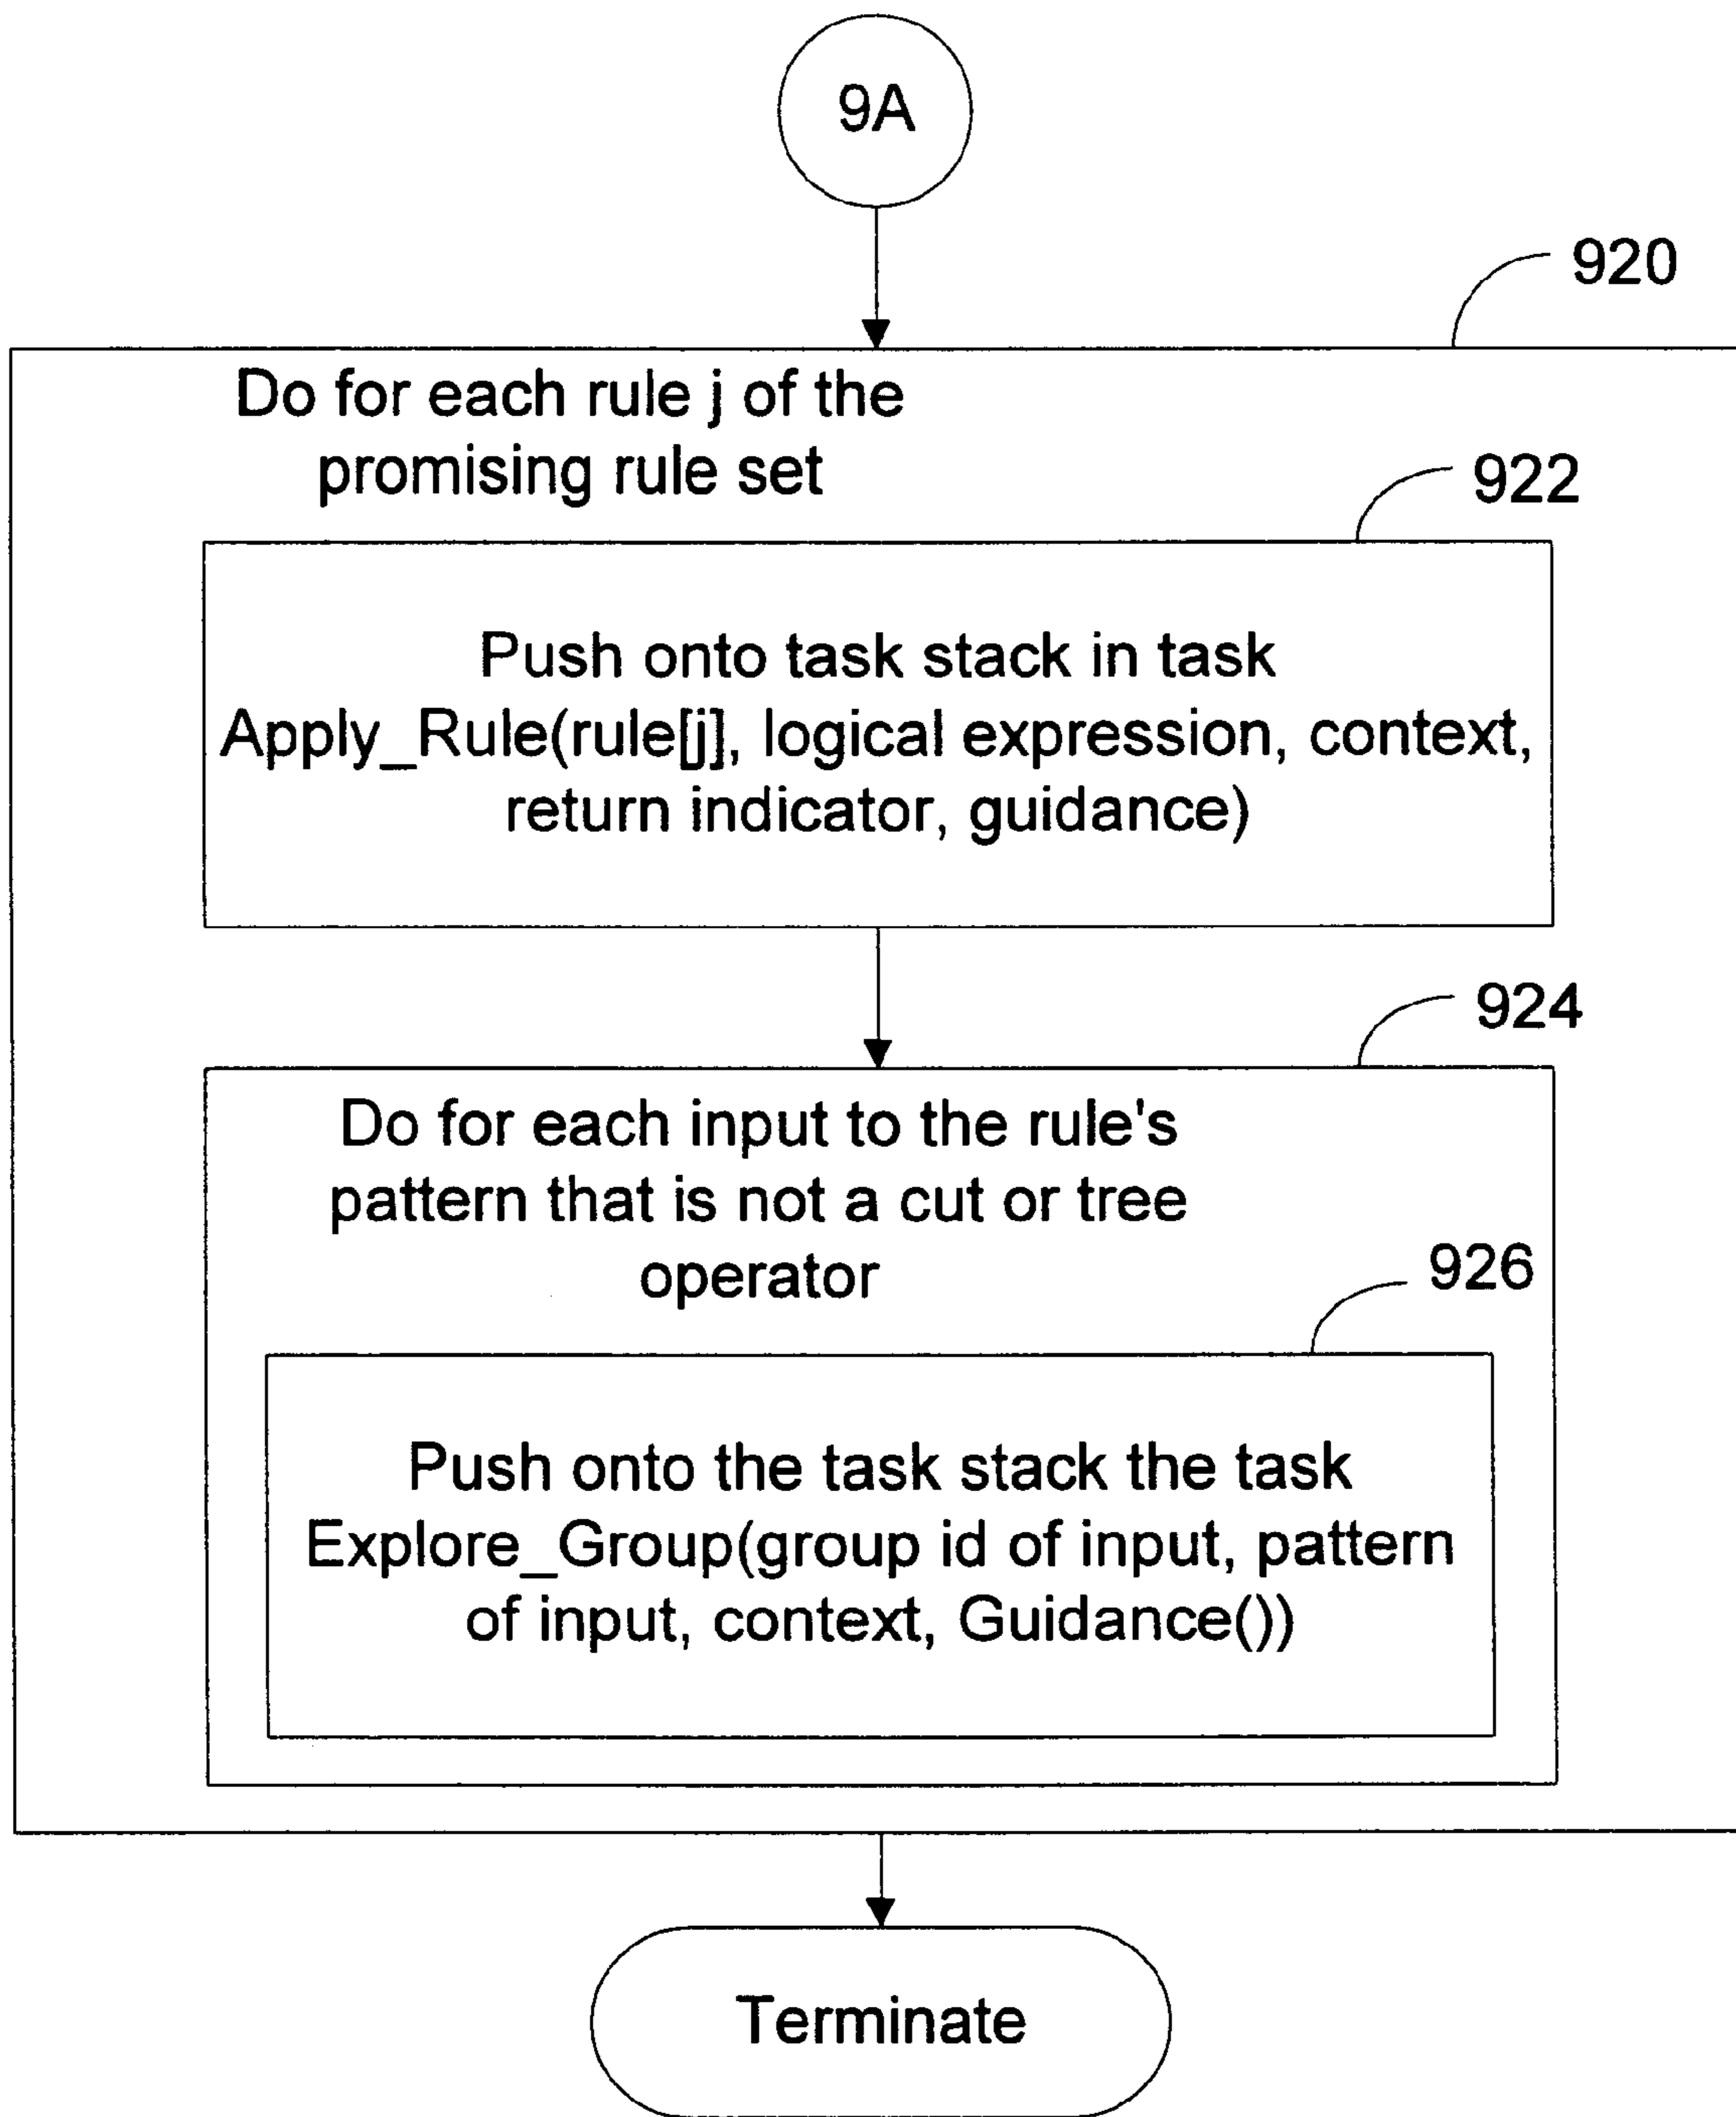 9A
920
Do for each rule j of the
promising rule set
922
Push onto task stack in task
Apply_Rule(rule[j], logical expression, context,
return indicator, guidance)
924
Do for each input to the rule's
pattern that is not a cut or tree
operator
926
Push onto the task stack the task
Explore_Group(group id of input, pattern
of input, context, Guidance())
Terminate